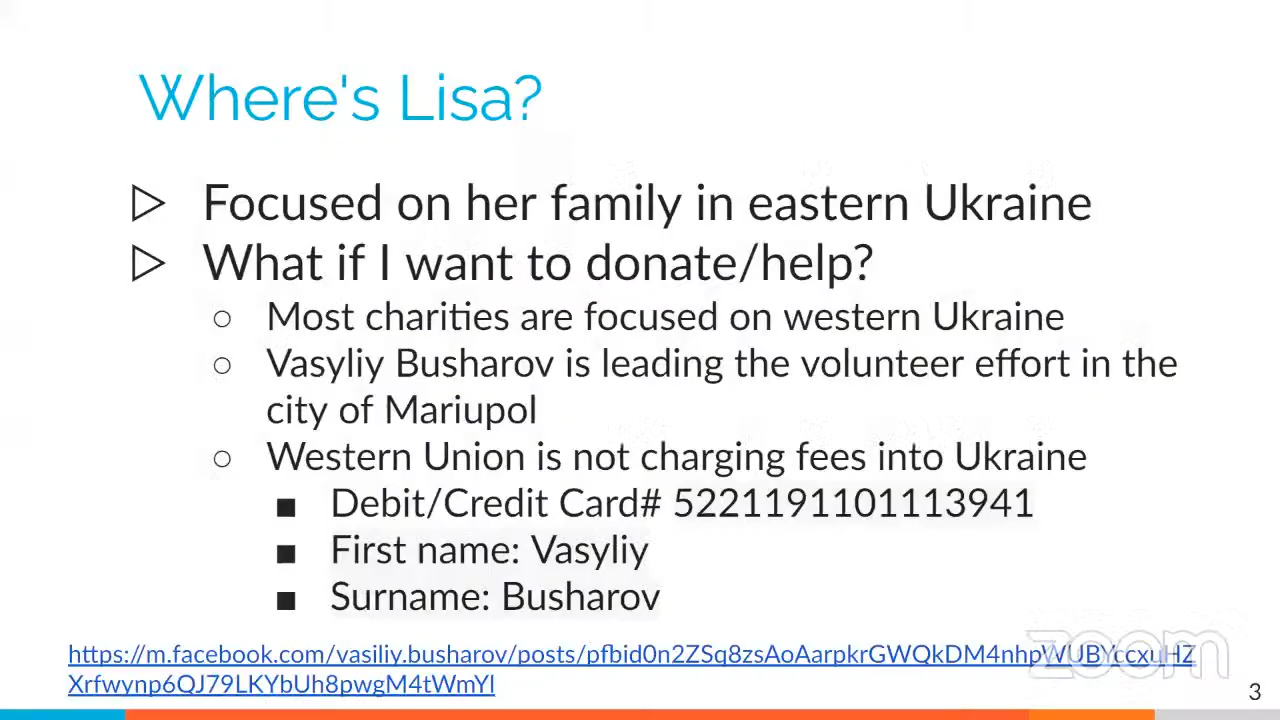 Where's Lisa?
▷ Focused on her family in eastern Ukraine
▷ What if I want to donate/help?
○ Most charities are focused on western Ukraine
○ Vasyliy Busharov is leading the volunteer effort in the
city of Mariupol
○ Western Union is not charging fees into Ukraine
■ Debit/Credit Card# 5221191101113941
■ First name: Vasyliy
■ Surname: Busharov
https://m.facebook.com/vasiliy.busharov/posts/pfbid0n2ZSq8zsAoAarpkrGWQkDM4nhpWUBYccxuHZ
Xrfwynp6QJ79LKYbUh8pwgM4tWmYl
zoom
3